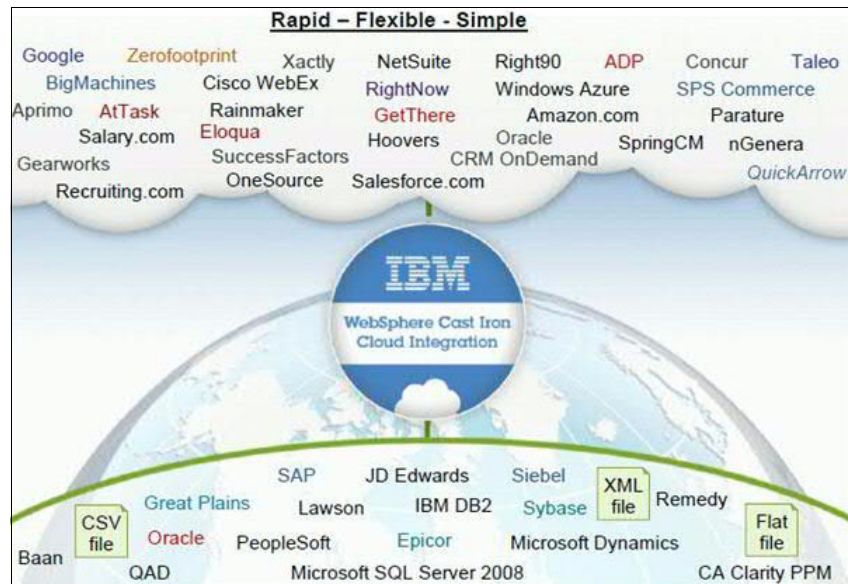 Rapid – Flexible - Simple
Google Zerofootprint Xactly NetSuite Right90 ADP Concur Taleo
BigMachines Cisco WebEx RightNow Windows Azure SPS Commerce
Aprimo AtTask Rainmaker GetThere Amazon.com Parature
Salary.com Eloqua Hoovers Oracle SpringCM nGenera
Gearworks SuccessFactors CRM OnDemand QuickArrow
Recruiting.com OneSource Salesforce.com
IBM
WebSphere Cast Iron
Cloud Integration
SAP JD Edwards Siebel
Great Plains Lawson IBM DB2 Sybase XML Remedy
file
CSV Flat
file file
Oracle PeopleSoft Epicor Microsoft Dynamics
Baan QAD Microsoft SQL Server 2008 CA Clarity PPM